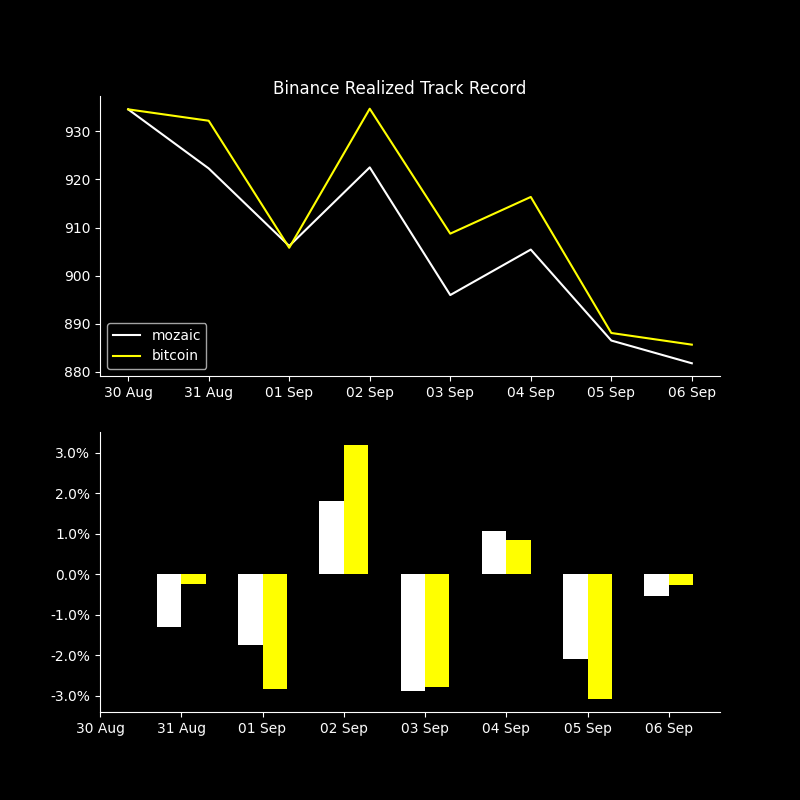 Binance Realized Track Record
930
920
910
900
890
880
mozaic
bitcoin
30 Aug 31 Aug 01 Sep 02 Sep 03 Sep 04 Sep 05 Sep 06 Sep
3.0%
2.0%
1.0%
0.0%
-1.0%
-2.0%
-3.0%
30 Aug 31 Aug 01 Sep 02 Sep 03 Sep 04 Sep 05 Sep 06 Sep